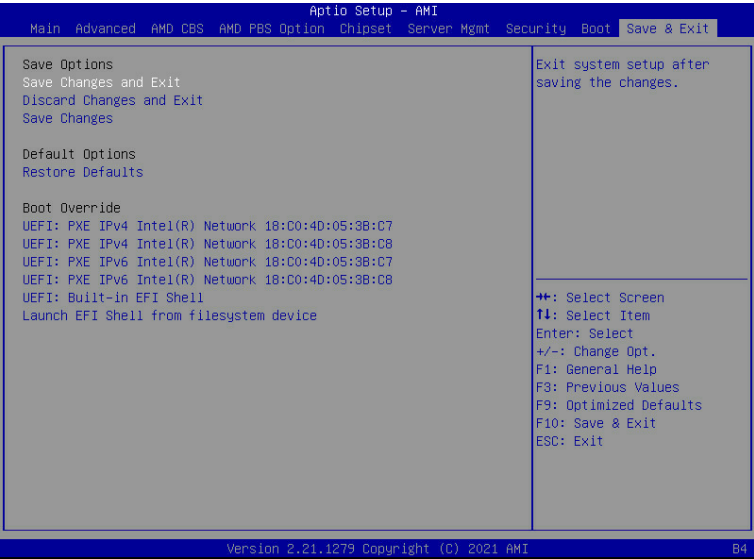 Aptio Setup – AMI
Main Advanced AMD CBS AMD PBS Option Chipset Server Mgmt Security Boot Save & Exit
Save Options
Save Changes and Exit
Discard Changes and Exit
Save Changes
Default Options
Restore Defaults
Boot Override
UEFI: PXE IPv4 Intel(R) Network 18:C0:4D:05:3B:C7
UEFI: PXE IPv4 Intel(R) Network 18:C0:4D:05:3B:C8
UEFI: PXE IPv6 Intel(R) Network 18:C0:4D:05:3B:C7
UEFI: PXE IPv6 Intel(R) Network 18:C0:4D:05:3B:C8
UEFI: Built-in EFI Shell
Launch EFI Shell from filesystem device
Exit system setup after
saving the changes.
→←: Select Screen
↑↓: Select Item
Enter: Select
+/-: Change Opt.
F1: General Help
F3: Previous Values
F9: Optimized Defaults
F10: Save & Exit
ESC: Exit
Version 2.21.1279 Copyright (C) 2021 AMI
B4